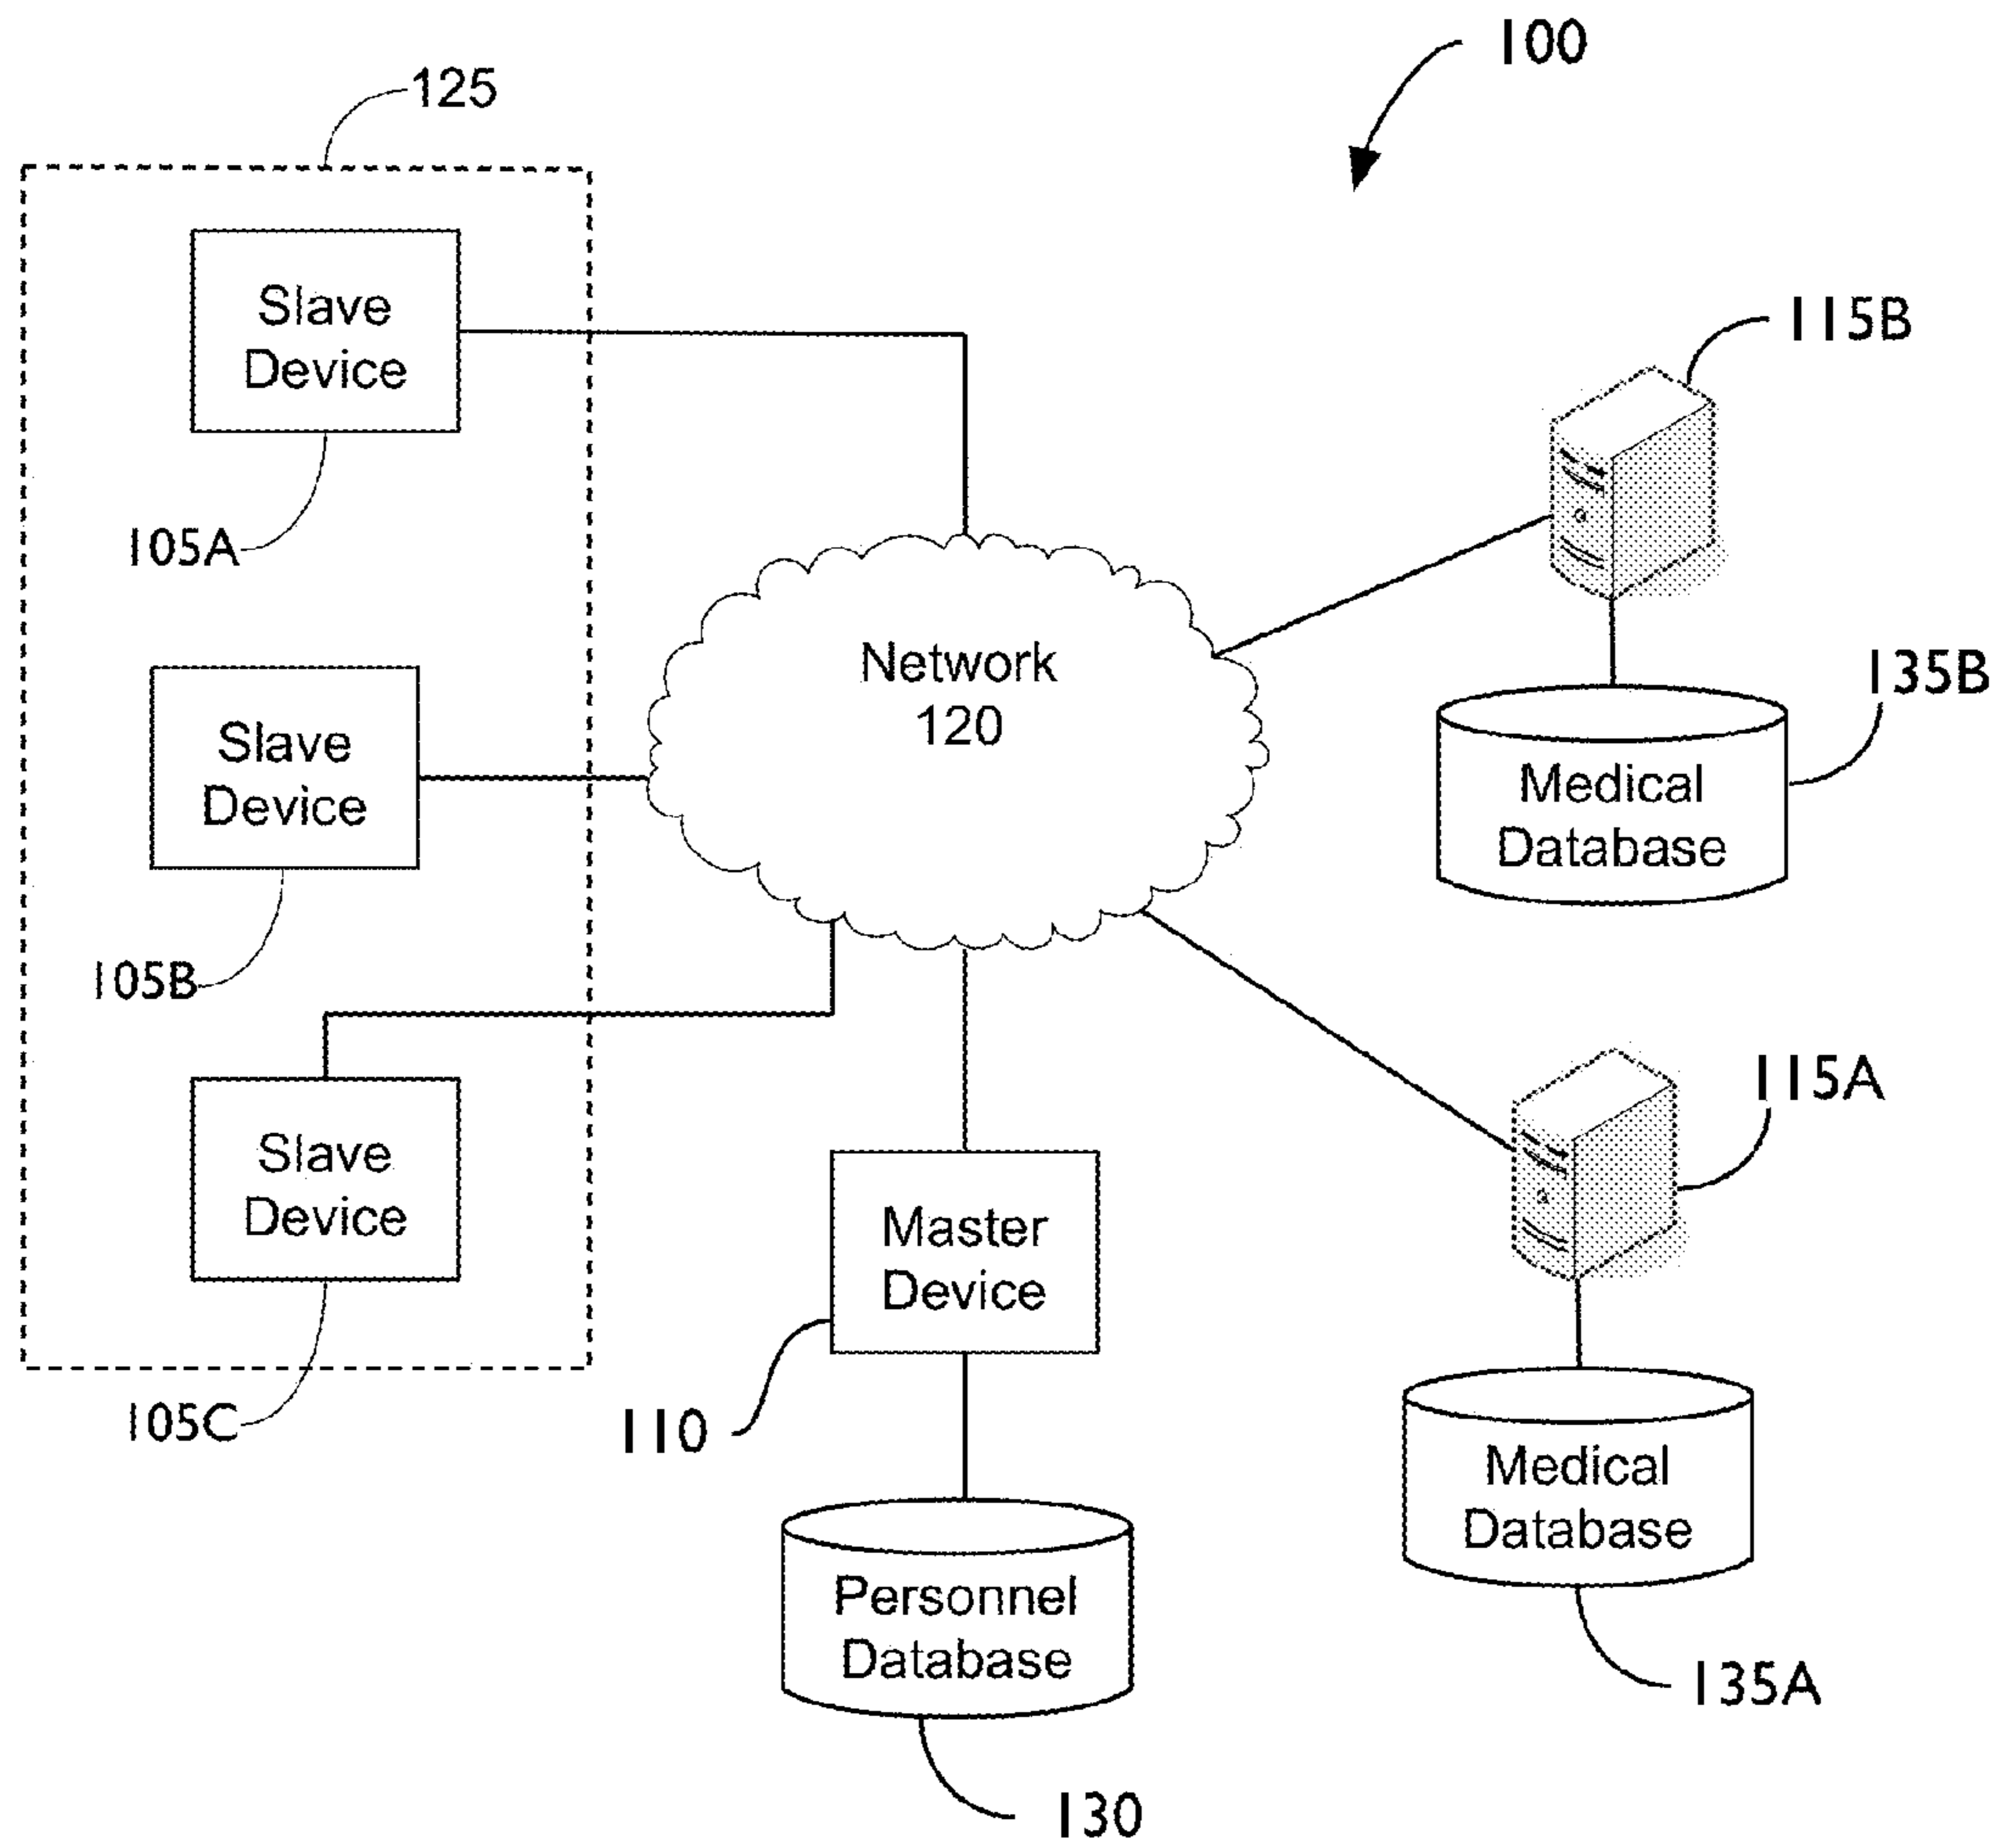 100
125
Slave
Device
115B
105A
Network
120
135B
Slave
Device
Medical
Database
105B
115A
Slave
Device
Master
Device
105C
110
Medical
Database
Personnel
Database
135A
130